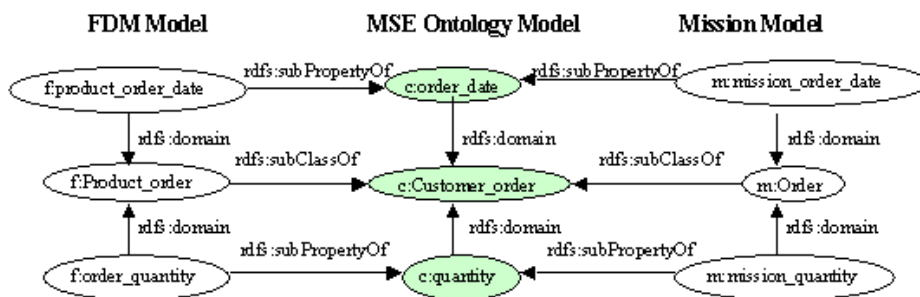 FDM Model MSE Ontology Model Mission Model
rdfs:subPropertyOf rdfs:subPropertyOf
f:product_order_date c:order_date m:mission_order_date
rdfs:domain rdfs:domain rdfs:domain
rdfs:subClassOf rdfs:subClassOf
f:Product_order c:Customer_order m:Order
rdfs:domain rdfs:domain rdfs:domain
rdfs:subPropertyOf rdfs:subPropertyOf
f:order_quantity c:quantity m:mission_quantity